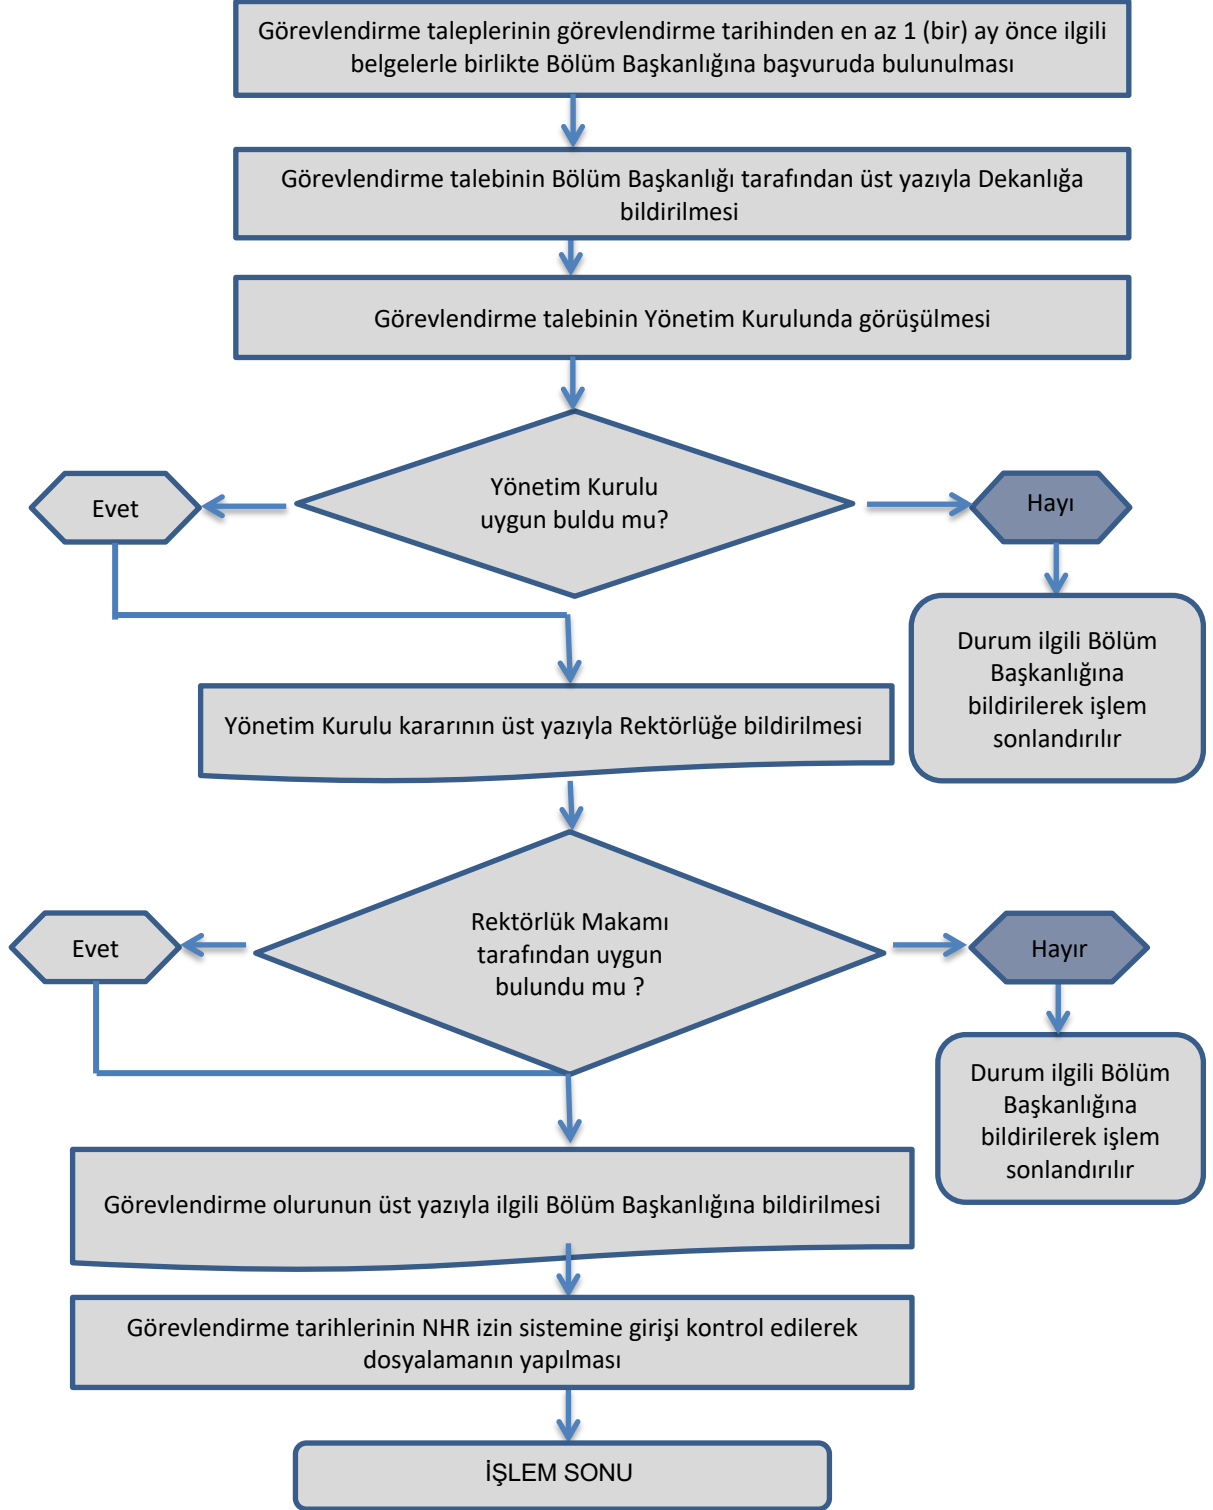 Görevlendirme taleplerinin görevlendirme tarihinden en az 1 (bir) ay önce ilgili
belgelerle birlikte Bölüm Başkanlığına başvuruda bulunulması
Görevlendirme talebinin Bölüm Başkanlığı tarafından üst yazıyla Dekanlığa
bildirilmesi
Görevlendirme talebinin Yönetim Kurulunda görüşülmesi
Yönetim Kurulu
uygun buldu mu?
Evet
Hayı
Durum ilgili Bölüm
Başkanlığına
bildirilerek işlem
sonlandırılır
Yönetim Kurulu kararının üst yazıyla Rektörlüğe bildirilmesi
Rektörlük Makamı
tarafından uygun
bulundu mu ?
Evet
Hayır
Durum ilgili Bölüm
Başkanlığına
bildirilerek işlem
sonlandırılır
Görevlendirme olurunun üst yazıyla ilgili Bölüm Başkanlığına bildirilmesi
Görevlendirme tarihlerinin NHR izin sistemine girişi kontrol edilerek
dosyalamanın yapılması
İŞLEM SONU